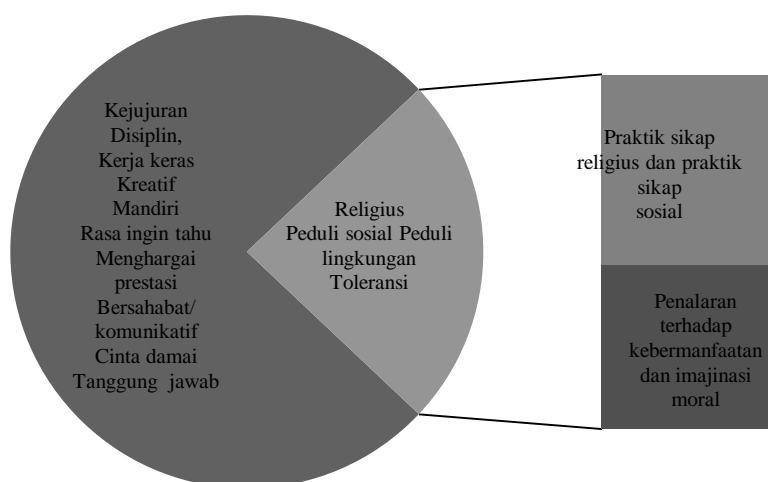 Kejujuran
Disiplin,
Kerja keras
Kreatif
Mandiri
Rasa ingin tahu
Menghargai
prestasi
Bersahabat/
komunikatif
Cinta damai
Tanggung jawab
Religius
Peduli sosial Peduli
lingkungan
Toleransi
Praktik sikap
religius dan praktik
sikap
sosial
Penalaran
terhadap
kebermanfaatan
dan imajinasi
moral